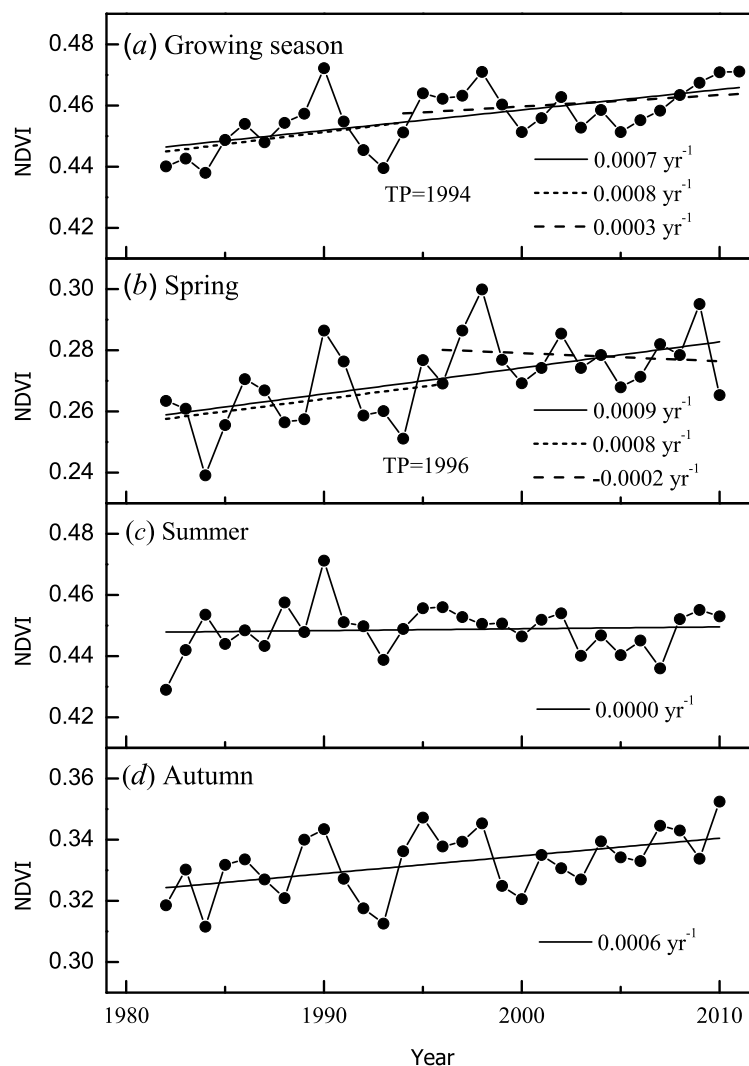 (a) Growing season
0.48
0.46
0.44
0.42
NDVI
TP=1994
0.0007 yr-1
0.0008 yr-1
0.0003 yr-1
(b) Spring
0.30
0.28
0.26
0.24
NDVI
TP=1996
0.0009 yr-1
0.0008 yr-1
-0.0002 yr-1
(c) Summer
0.48
0.46
0.44
0.42
NDVI
0.0000 yr-1
(d) Autumn
0.36
0.34
0.32
0.30
NDVI
0.0006 yr-1
1980 1990 2000 2010
Year